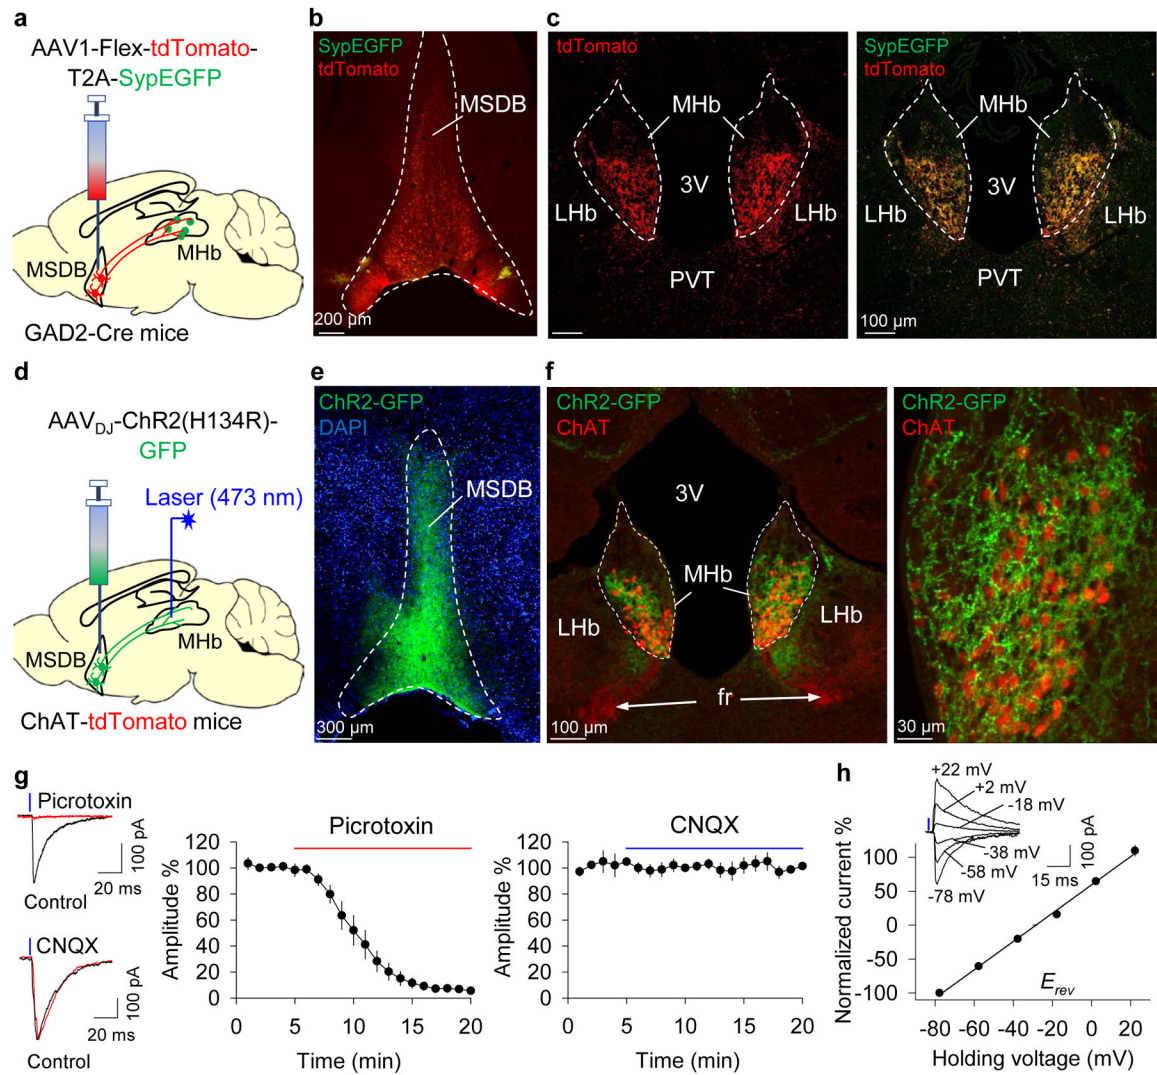 a
AAV1-Flex-tdTomato-
T2A-SypEGFP
MSDB
MHb
GAD2-Cre mice
b
SypEGFP
tdTomato
MSDB
200 µm
c
tdTomato
MHb
3V
LHb
LHb
PVT
SypEGFP
tdTomato
MHb
3V
LHb
LHb
PVT
100 µm
d
AAVDJ-ChR2(H134R)-
GFP
Laser (473 nm)
MSDB
MHb
ChAT-tdTomato mice
e
ChR2-GFP
DAPI
MSDB
300 µm
f
ChR2-GFP
ChAT
3V
MHb
LHb
LHb
fr
100 µm
ChR2-GFP
ChAT
30 µm
g
Picrotoxin
100 pA
20 ms
Control
CNQX
100 pA
20 ms
Control
Picrotoxin
Amplitude %
120
100
80
60
40
20
0
0 5 10 15 20
Time (min)
CNQX
Amplitude %
120
100
80
60
40
20
0
0 5 10 15 20
Time (min)
h
+22 mV
+2 mV
-18 mV
-38 mV
-58 mV
-78 mV
100 pA
15 ms
Normalized current %
100
50
0
-50
-100
Erev
-80 -60 -40 -20 0 20
Holding voltage (mV)